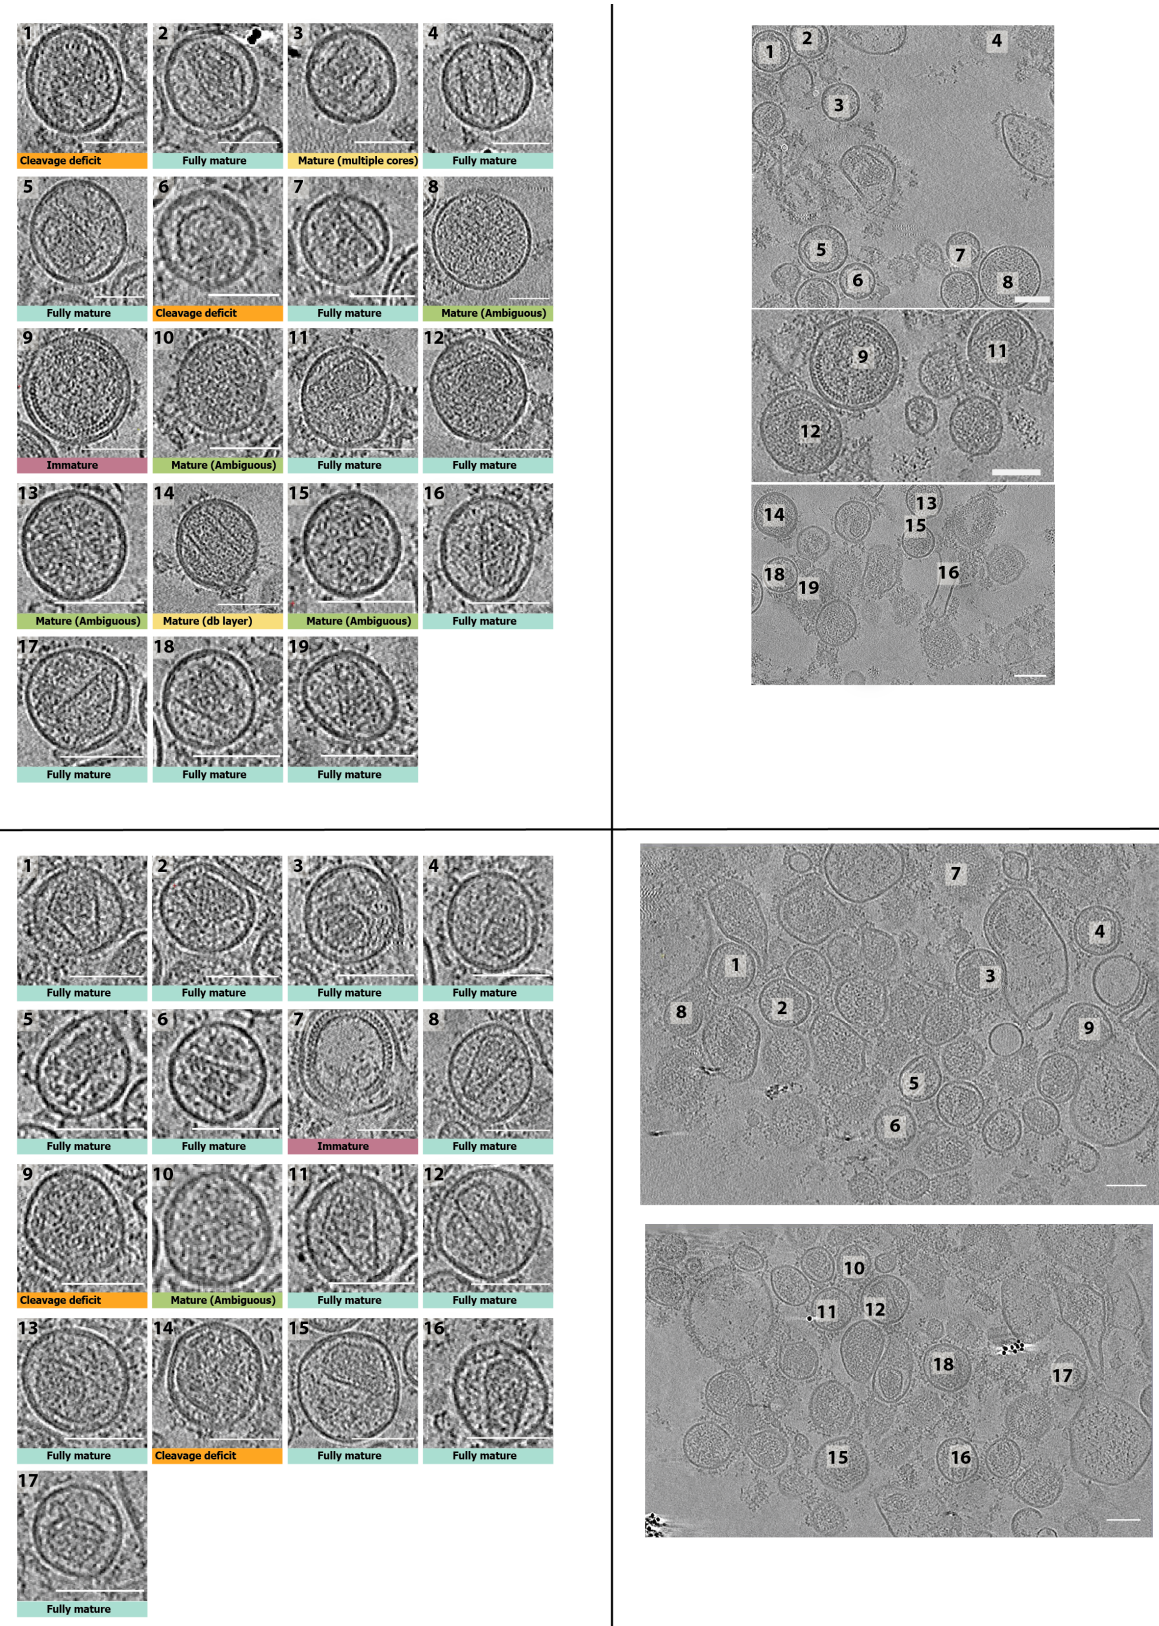 1 2 3 4
Cleavage deficit Fully mature Mature (multiple cores) Fully mature
5 6 7 8
Fully mature Cleavage deficit Fully mature Mature (Ambiguous)
9 10 11 12
Immature Mature (Ambiguous) Fully mature Fully mature
13 14 15 16
Mature (Ambiguous) Mature (db layer) Mature (Ambiguous) Fully mature
17 18 19
Fully mature Fully mature Fully mature
1 2 4
3
5 7
6 8
9 11
12
14 13
15
18 19 16
1 2 3 4
Fully mature Fully mature Fully mature Fully mature
5 6 7 8
Fully mature Fully mature Immature Fully mature
9 10 11 12
Cleavage deficit Mature (Ambiguous) Fully mature Fully mature
13 14 15 16
Fully mature Cleavage deficit Fully mature Fully mature
17
Fully mature
7
4
1 3
8 2 9
5
6
10
11 12
18 17
15 16